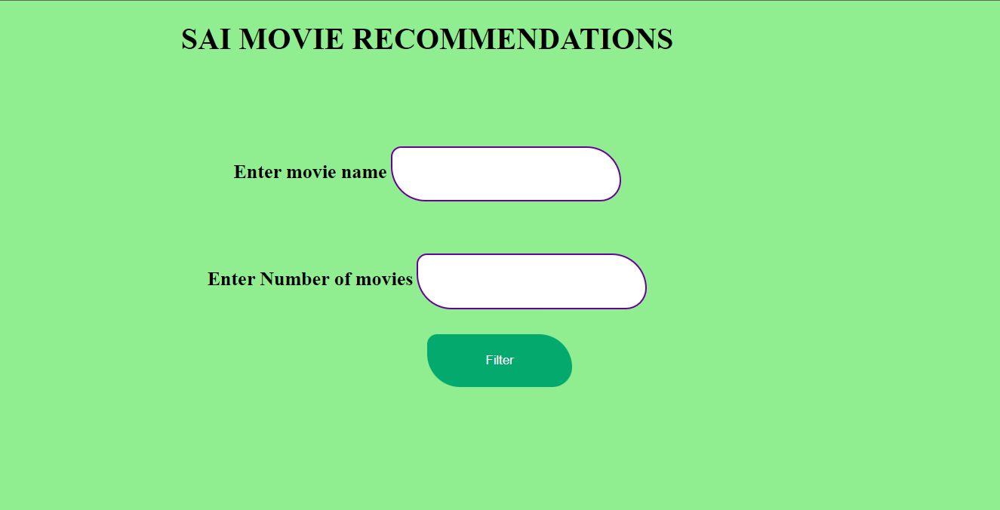 SAI MOVIE RECOMMENDATIONS
Enter movie name
Enter Number of movies
Filter